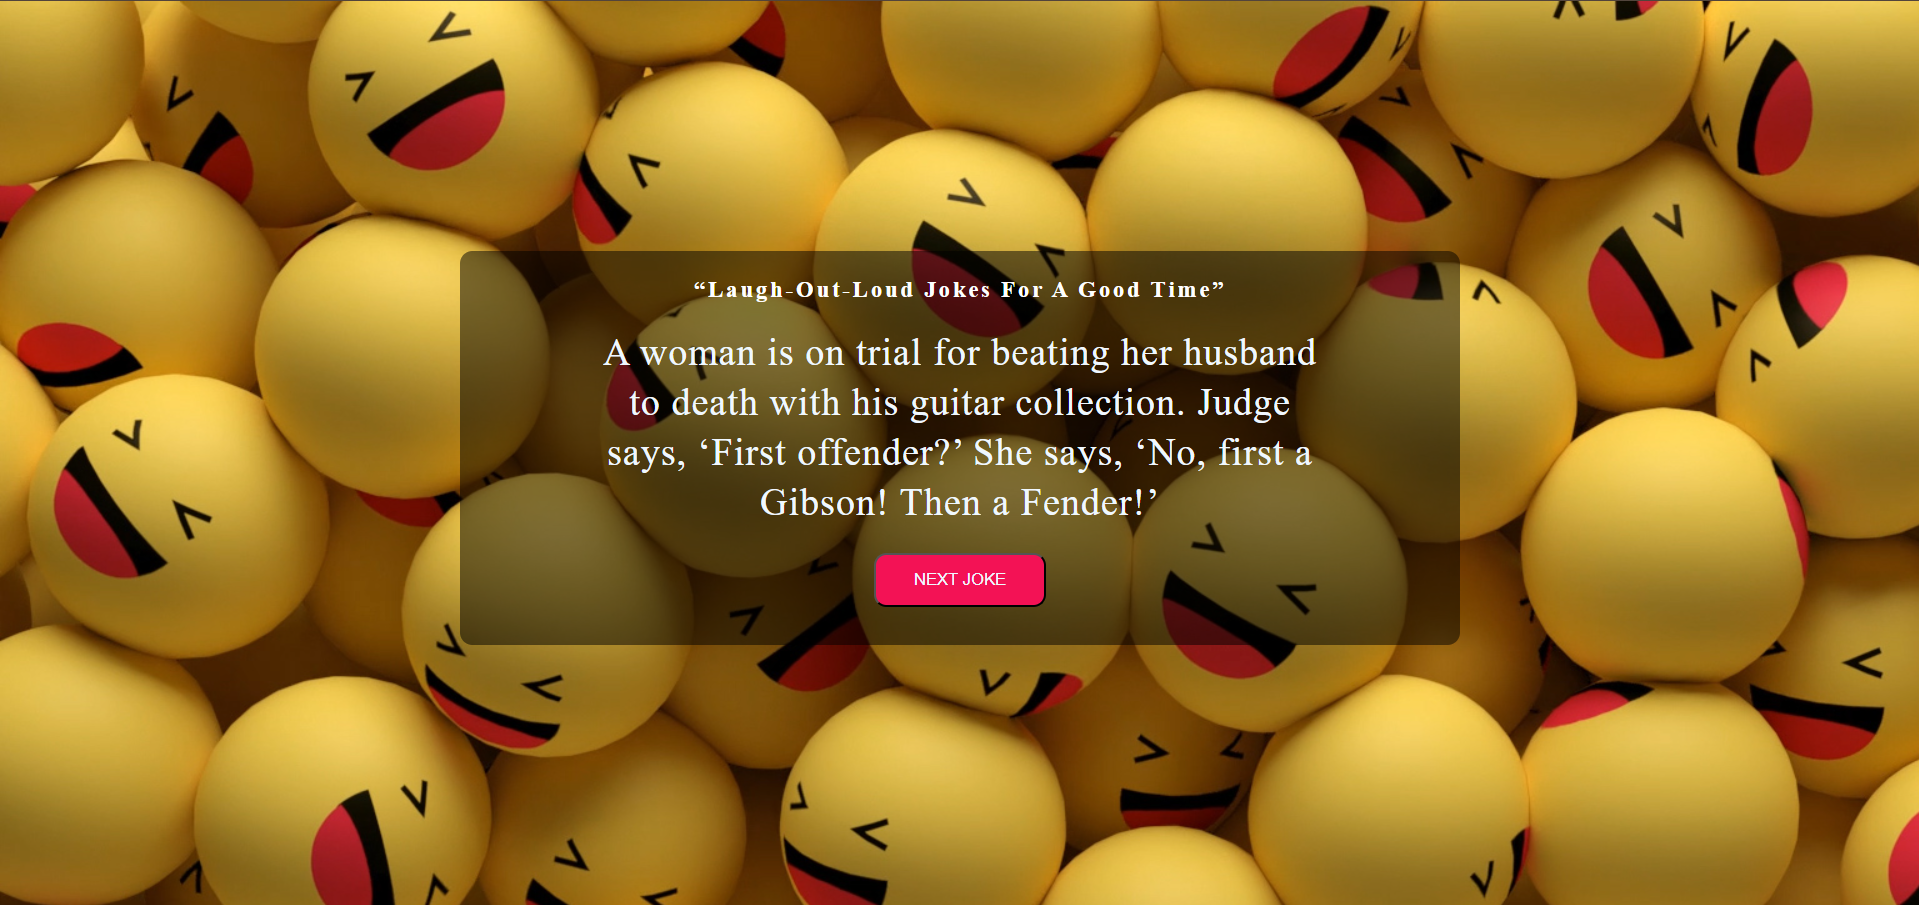 “Laugh-Out-Loud Jokes For A Good Time”
A woman is on trial for beating her husband
to death with his guitar collection. Judge
says, ‘First offender?’ She says, ‘No, first a
Gibson! Then a Fender!’
NEXT JOKE